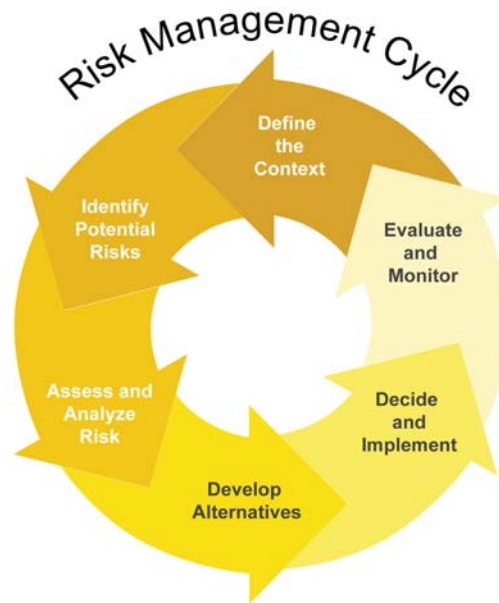 Risk Management Cycle
Define
the
Context
Identify
Potential
Risks
Assess and
Analyze
Risk
Develop
Alternatives
Decide
and
Implement
Evaluate
and
Monitor